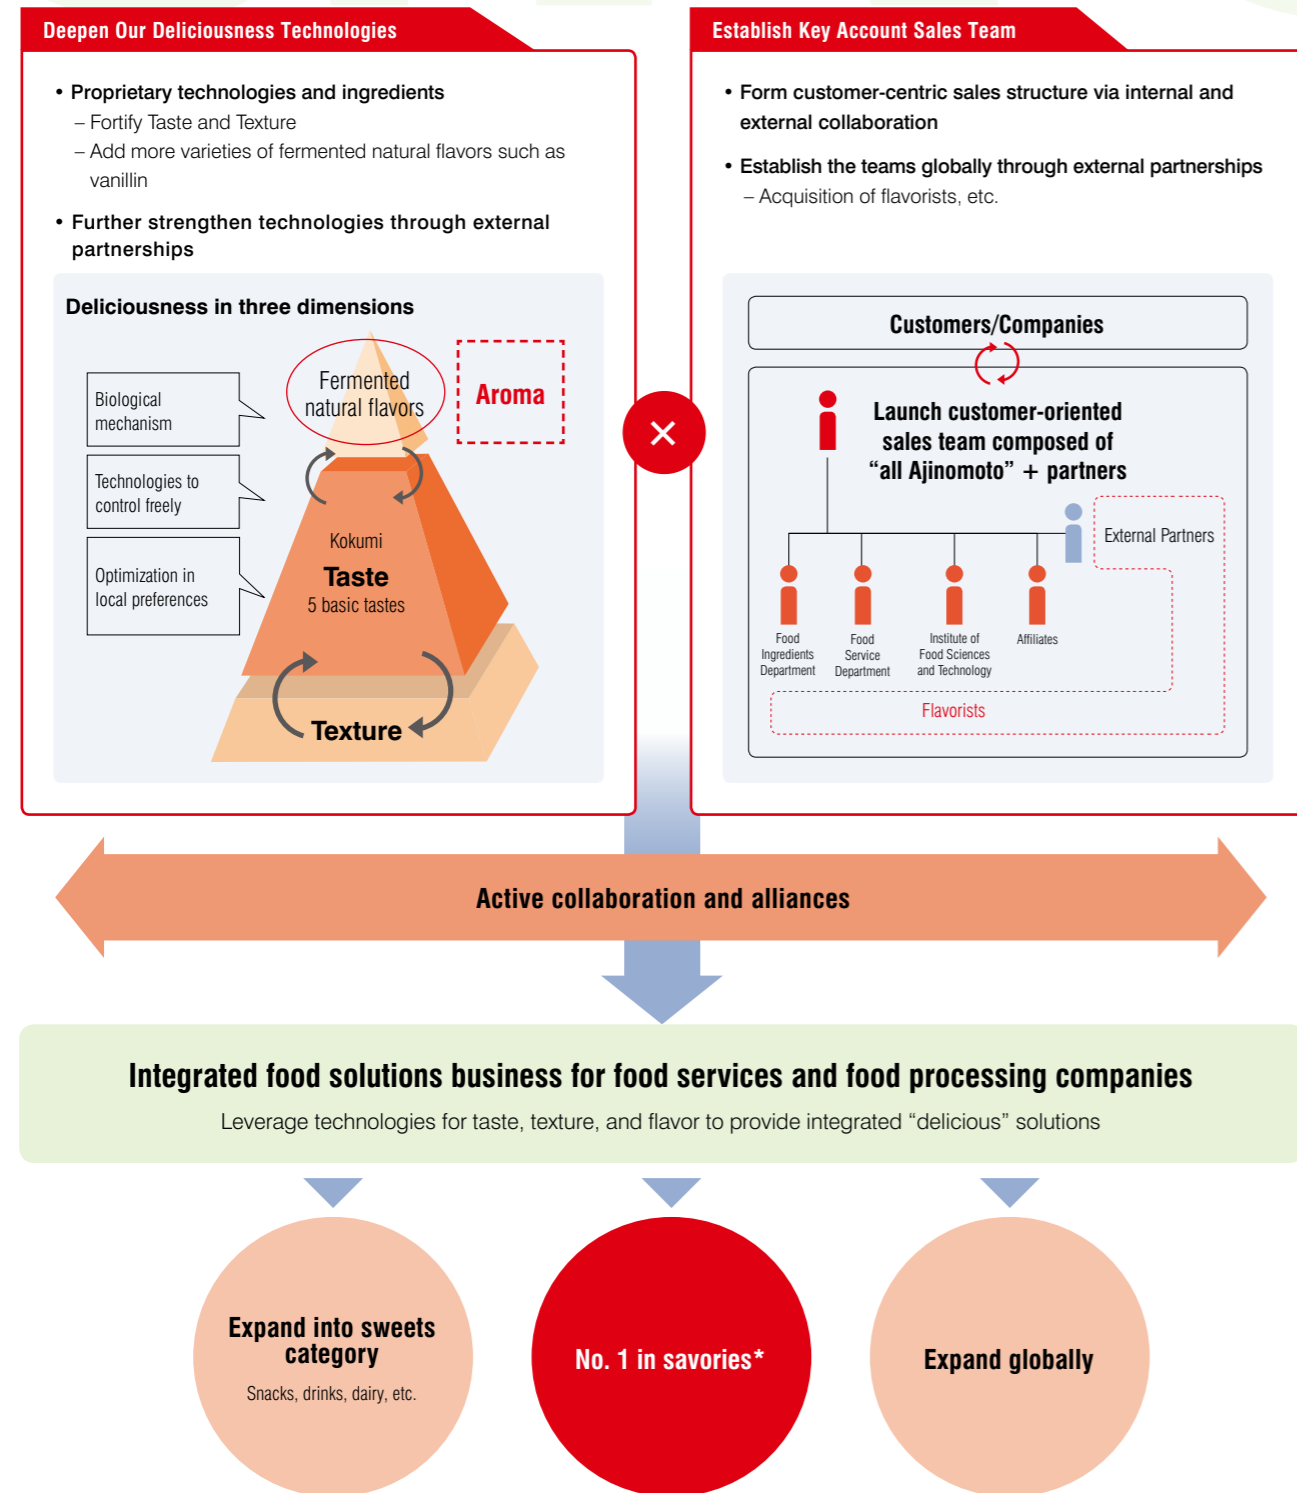 Deepen Our Deliciousness Technologies
• Proprietary technologies and ingredients
– Fortify Taste and Texture
– Add more varieties of fermented natural flavors such as
vanillin
• Further strengthen technologies through external
partnerships
Deliciousness in three dimensions
Biological
mechanism
Technologies to
control freely
Optimization in
local preferences
Fermented
natural flavors
Aroma
Kokumi
Taste
5 basic tastes
Texture
×
Establish Key Account Sales Team
• Form customer-centric sales structure via internal and
external collaboration
• Establish the teams globally through external partnerships
– Acquisition of flavorists, etc.
Customers/Companies
Launch customer-oriented
sales team composed of
“all Ajinomoto” + partners
External Partners
Food
Ingredients
Department
Food
Service
Department
Institute of
Food Sciences
and Technology
Affiliates
Flavorists
Active collaboration and alliances
Integrated food solutions business for food services and food processing companies
Leverage technologies for taste, texture, and flavor to provide integrated “delicious” solutions
Expand into sweets
category
Snacks, drinks, dairy, etc.
No. 1 in savories*
Expand globally